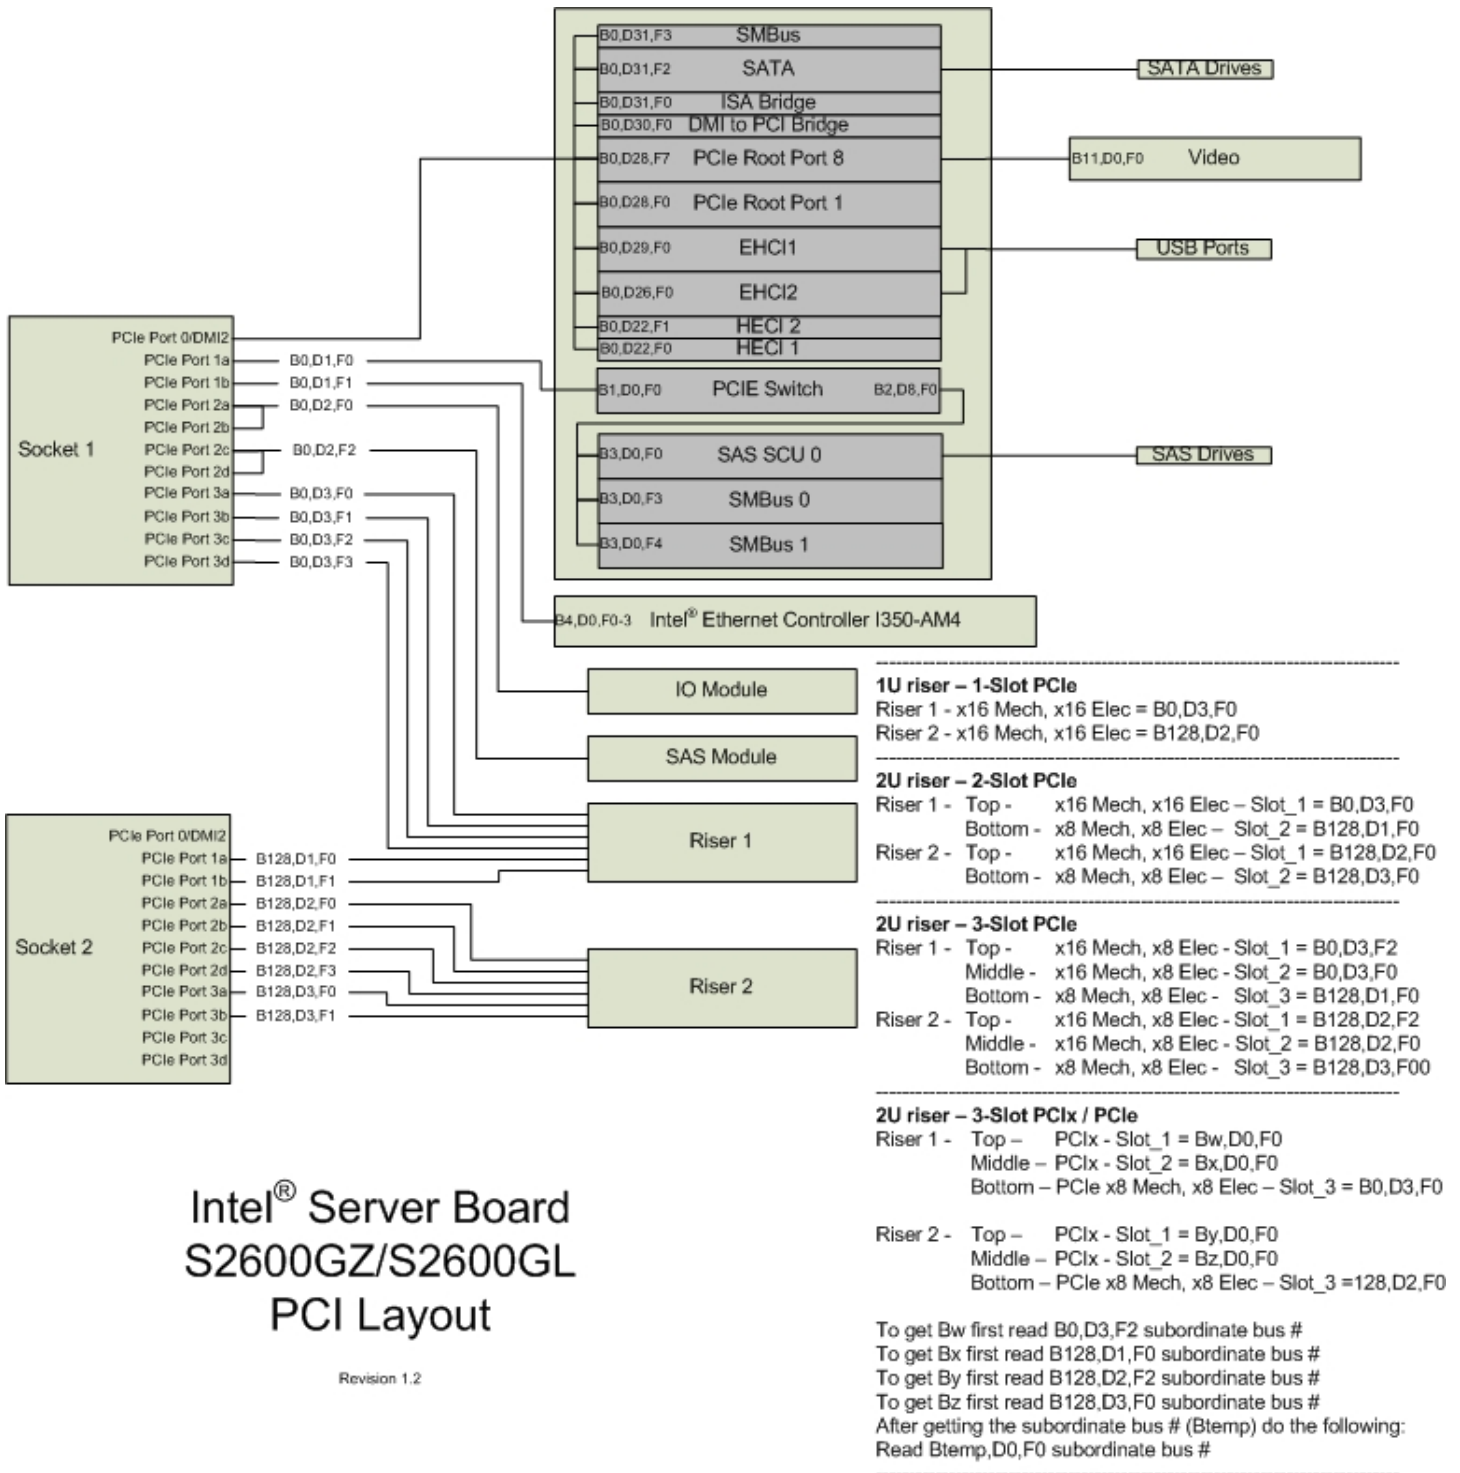 B0,D31,F3 SMBus
B0,D31,F2 SATA
SATA Drives
B0,D31,F0 ISA Bridge
B0,D30,F0 DMI to PCI Bridge
B0,D28,F7 PCIe Root Port 8
B11,D0,F0 Video
B0,D28,F0 PCIe Root Port 1
B0,D29,F0 EHCI1
USB Ports
B0,D26,F0 EHCI2
B0,D22,F1 HECI 2
B0,D22,F0 HECI 1
B1,D0,F0 PCIE Switch B2,D8,F0
B3,D0,F0 SAS SCU 0
SAS Drives
B3,D0,F3 SMBus 0
B3,D0,F4 SMBus 1
B4,D0,F0-3 Intel® Ethernet Controller I350-AM4
IO Module
SAS Module
Riser 1
Riser 2
Socket 1
PCIe Port 0/DMI2
PCIe Port 1a B0,D1,F0
PCIe Port 1b B0,D1,F1
PCIe Port 2a B0,D2,F0
PCIe Port 2b
PCIe Port 2c B0,D2,F2
PCIe Port 2d
PCIe Port 3a B0,D3,F0
PCIe Port 3b B0,D3,F1
PCIe Port 3c B0,D3,F2
PCIe Port 3d B0,D3,F3
Socket 2
PCIe Port 0/DMI2
PCIe Port 1a B128,D1,F0
PCIe Port 1b B128,D1,F1
PCIe Port 2a B128,D2,F0
PCIe Port 2b B128,D2,F1
PCIe Port 2c B128,D2,F2
PCIe Port 2d B128,D2,F3
PCIe Port 3a B128,D3,F0
PCIe Port 3b B128,D3,F1
PCIe Port 3c
PCIe Port 3d
1U riser – 1-Slot PCIe
Riser 1 - x16 Mech, x16 Elec = B0,D3,F0
Riser 2 - x16 Mech, x16 Elec = B128,D2,F0
2U riser – 2-Slot PCIe
Riser 1 - Top - x16 Mech, x16 Elec – Slot_1 = B0,D3,F0
Bottom - x8 Mech, x8 Elec – Slot_2 = B128,D1,F0
Riser 2 - Top - x16 Mech, x16 Elec – Slot_1 = B128,D2,F0
Bottom - x8 Mech, x8 Elec – Slot_2 = B128,D3,F0
2U riser – 3-Slot PCIe
Riser 1 - Top - x16 Mech, x8 Elec - Slot_1 = B0,D3,F2
Middle - x16 Mech, x8 Elec - Slot_2 = B0,D3,F0
Bottom - x8 Mech, x8 Elec - Slot_3 = B128,D1,F0
Riser 2 - Top - x16 Mech, x8 Elec - Slot_1 = B128,D2,F2
Middle - x16 Mech, x8 Elec - Slot_2 = B128,D2,F0
Bottom - x8 Mech, x8 Elec - Slot_3 = B128,D3,F00
2U riser – 3-Slot PCIx / PCIe
Riser 1 - Top – PCIx - Slot_1 = Bw,D0,F0
Middle – PCIx - Slot_2 = Bx,D0,F0
Bottom – PCIe x8 Mech, x8 Elec – Slot_3 = B0,D3,F0
Riser 2 - Top – PCIx - Slot_1 = By,D0,F0
Middle – PCIx - Slot_2 = Bz,D0,F0
Bottom – PCIe x8 Mech, x8 Elec – Slot_3 =128,D2,F0
To get Bw first read B0,D3,F2 subordinate bus #
To get Bx first read B128,D1,F0 subordinate bus #
To get By first read B128,D2,F2 subordinate bus #
To get Bz first read B128,D3,F0 subordinate bus #
After getting the subordinate bus # (Btemp) do the following:
Read Btemp,D0,F0 subordinate bus #
Intel® Server Board
S2600GZ/S2600GL
PCI Layout
Revision 1.2